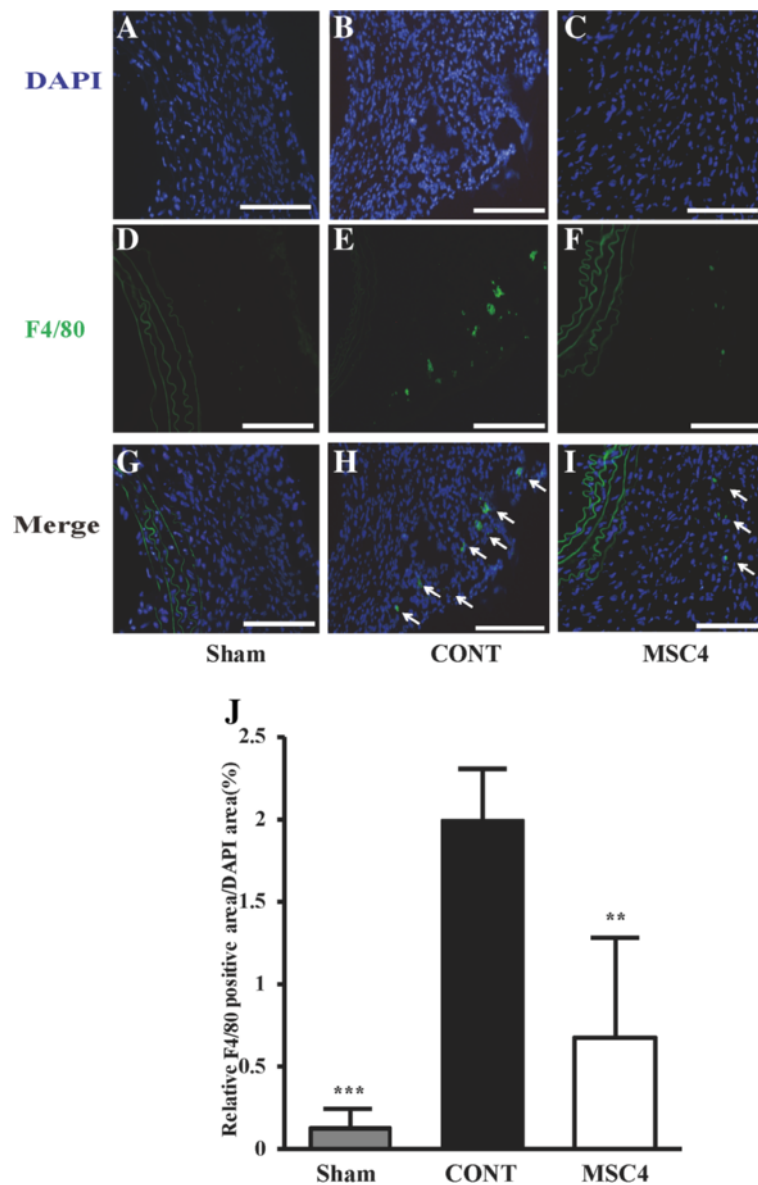 A B C
DAPI
D E F
F4/80
G H I
Merge
Sham CONT MSC4
J
Relative F4/80 positive area/DAPI area(%)
2.5
2
1.5
1
0.5
0
***
**
Sham CONT MSC4